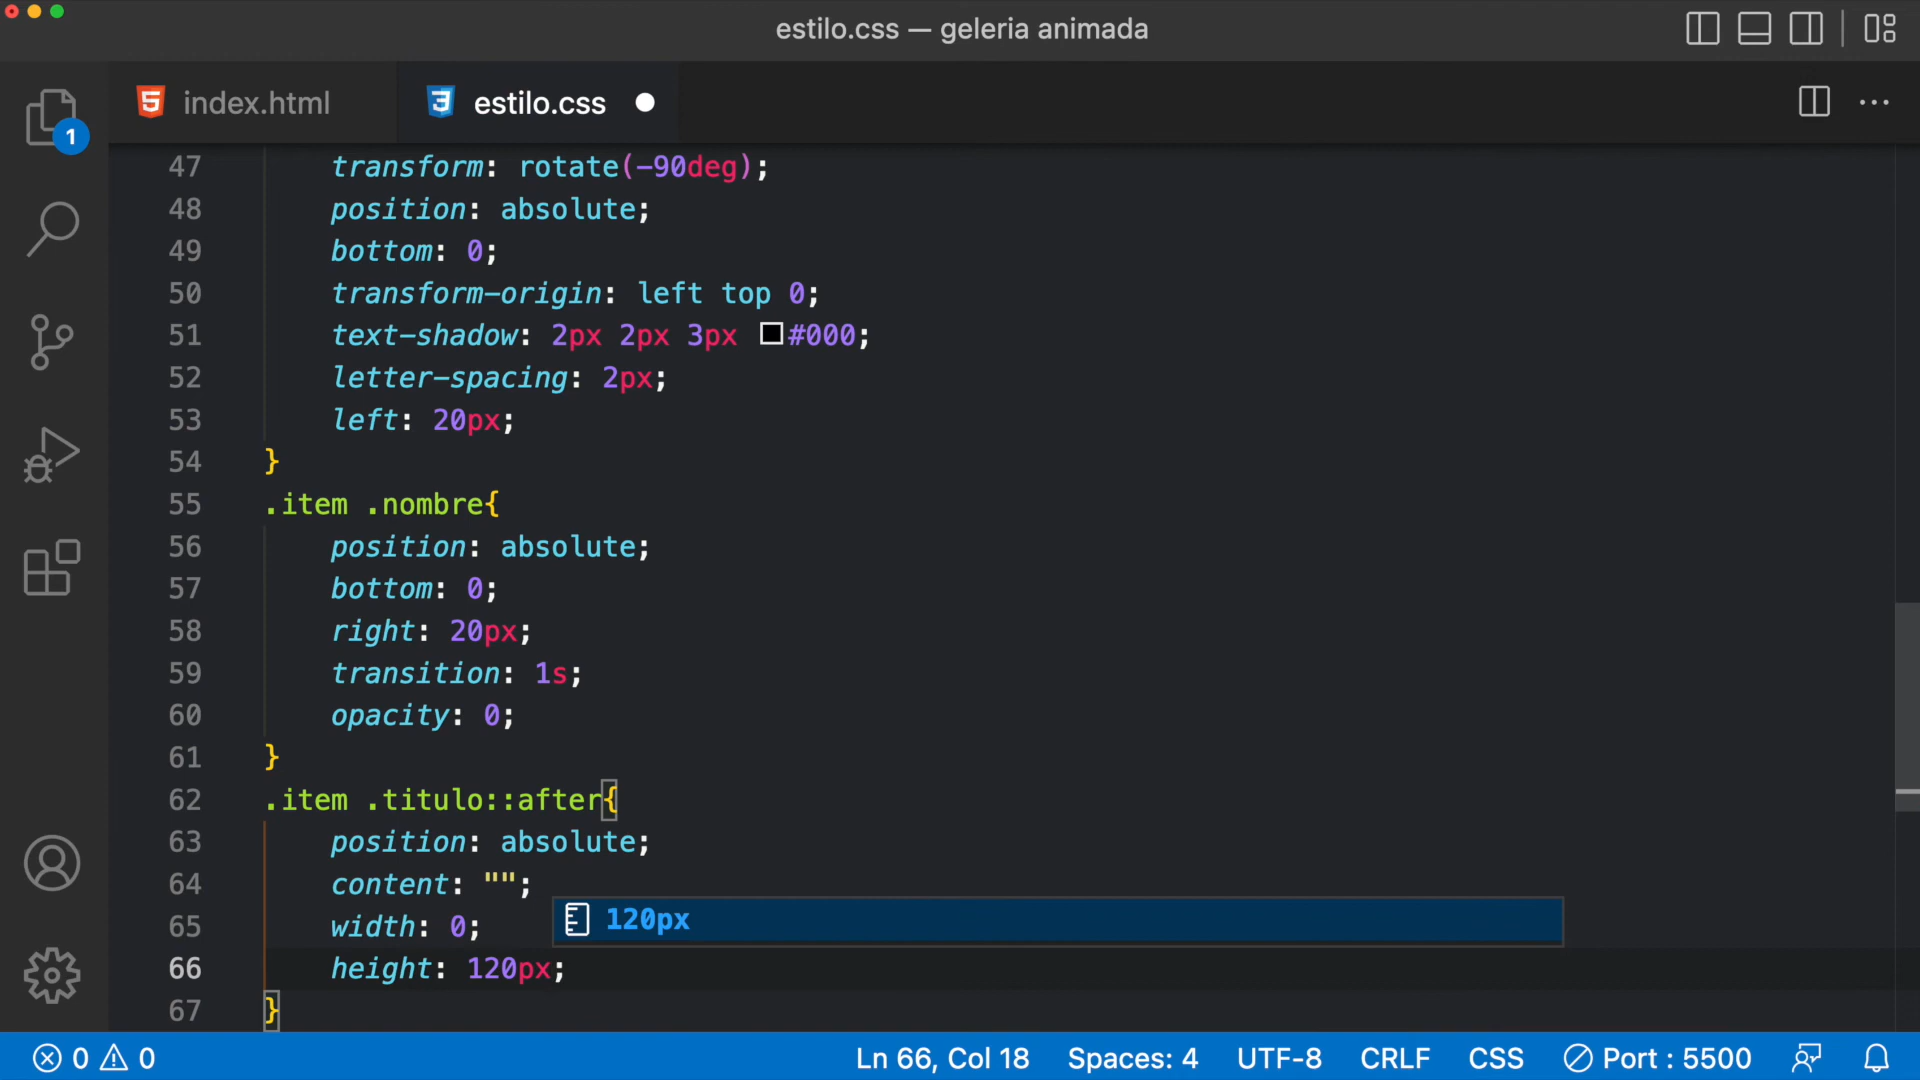 estilo.css — geleria animada
index.html
estilo.css
1
47 transform: rotate(-90deg);
48 position: absolute;
49 bottom: 0;
50 transform-origin: left top 0;
51 text-shadow: 2px 2px 3px #000;
52 letter-spacing: 2px;
53 left: 20px;
54 }
55 .item .nombre{
56 position: absolute;
57 bottom: 0;
58 right: 20px;
59 transition: 1s;
60 opacity: 0;
61 }
62 .item .titulo::after{
63 position: absolute;
64 content: "";
120px
65 width: 0;
66 height: 120px;
67 }
0 0 Ln 66, Col 18 Spaces: 4 UTF-8 CRLF CSS Port : 5500